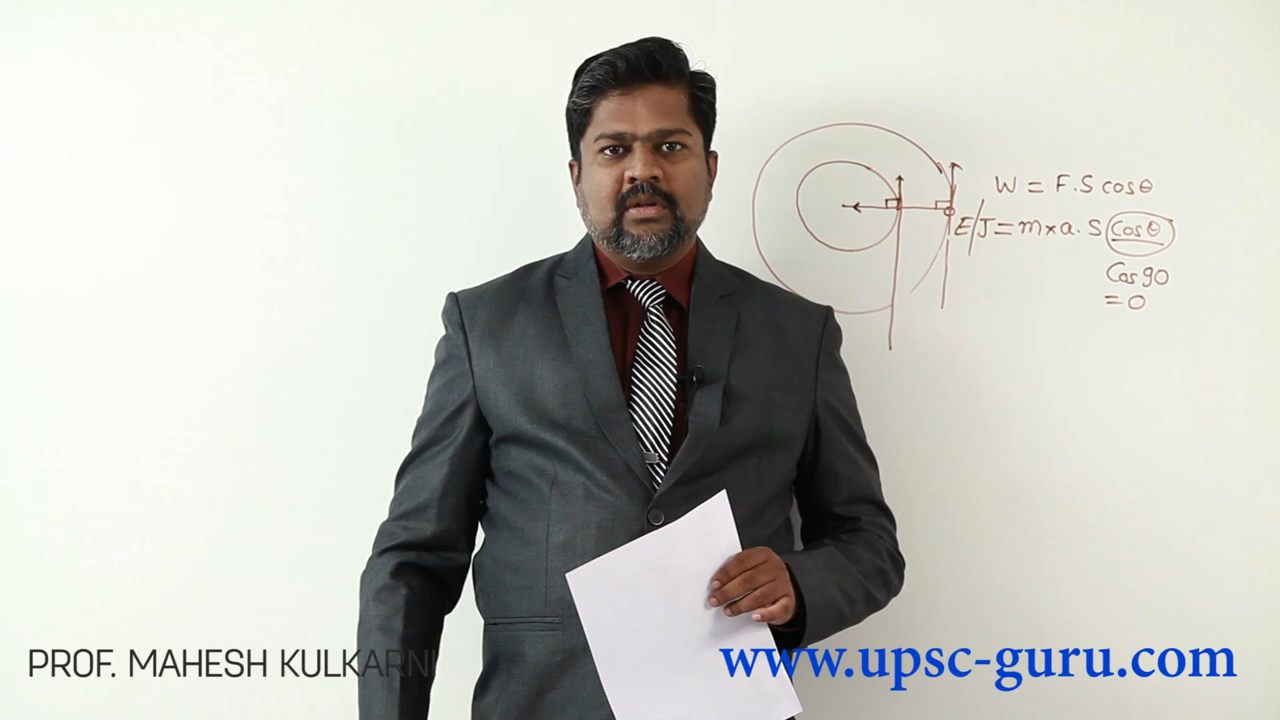 W = F.S cosθ
E/J = m×a. S cosθ
Cos 90
= 0
PROF. MAHESH KULKARNI
www.upsc-guru.com